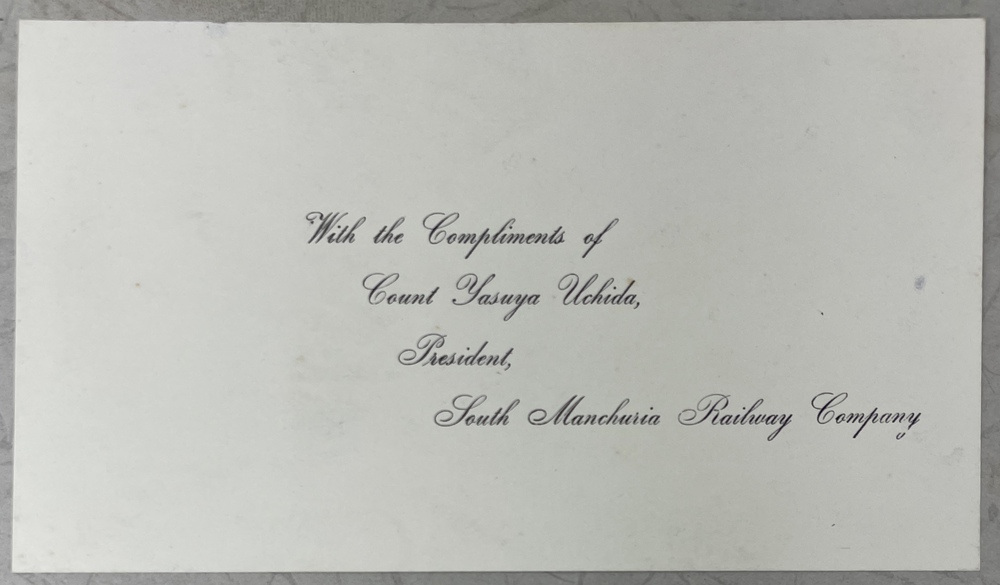 With the Compliments of
Count Yasuya Uchida,
President,
South Manchuria Railway Company